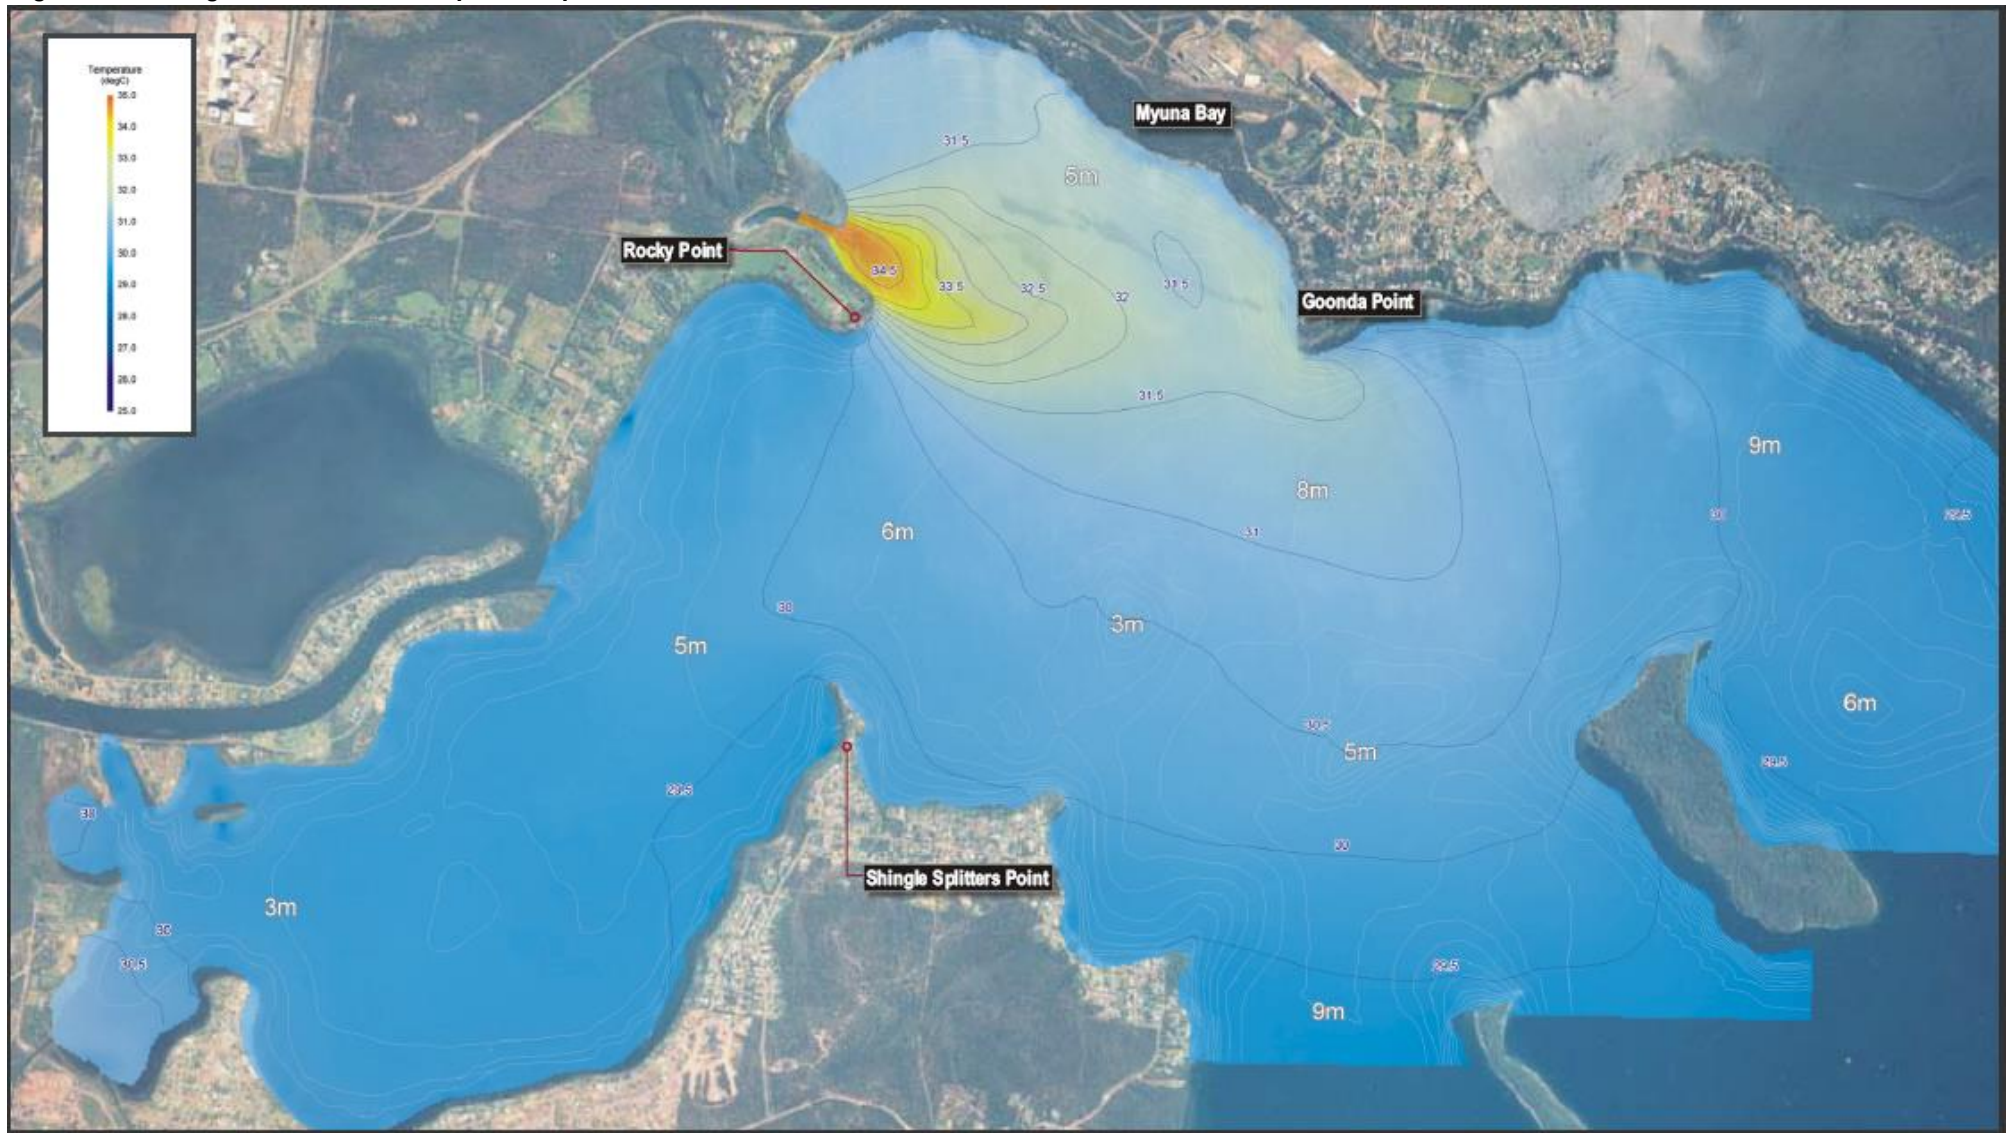 Temperature
(degC)
35.0
34.0
33.0
32.0
31.0
30.0
29.0
28.0
27.0
26.0
25.0
Myuna Bay
31.5
5m
Rocky Point
34.5
33.5
32.5
32
31.5
Goonda Point
31.5
9m
8m
30
29.5
6m
31
30
3m
5m
6m
30.5
5m
29.5
29.5
30
30
Shingle Splitters Point
3m
30
30.5
29.5
9m